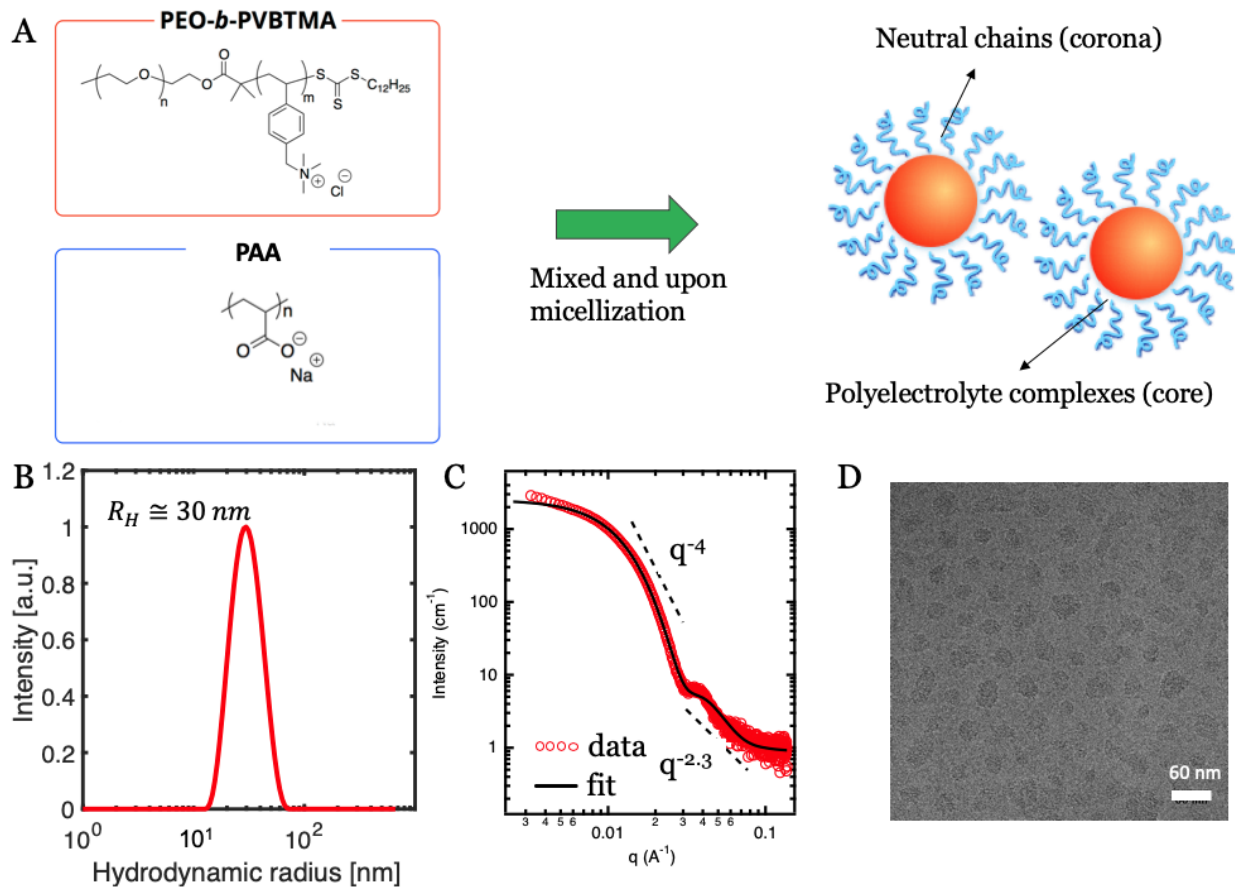 A
PEO-b-PVBTMA
O
n
O
O
m
S
S
S
C12H25
N
⊕
Cl
⊖
PAA
n
O
O
⊖
Na
⊕
Mixed and upon
micellization
Neutral chains (corona)
Polyelectrolyte complexes (core)
B
R_H ≅ 30 nm
1.2
1
0.8
0.6
0.4
0.2
0
10^0
10^1
10^2
Intensity [a.u.]
Hydrodynamic radius [nm]
C
1000
100
10
1
Intensity (cm^-1)
q^-4
q^-2.3
data
fit
3 4 5 6 0.01 2 3 4 5 6 0.1
q (A^-1)
D
60 nm